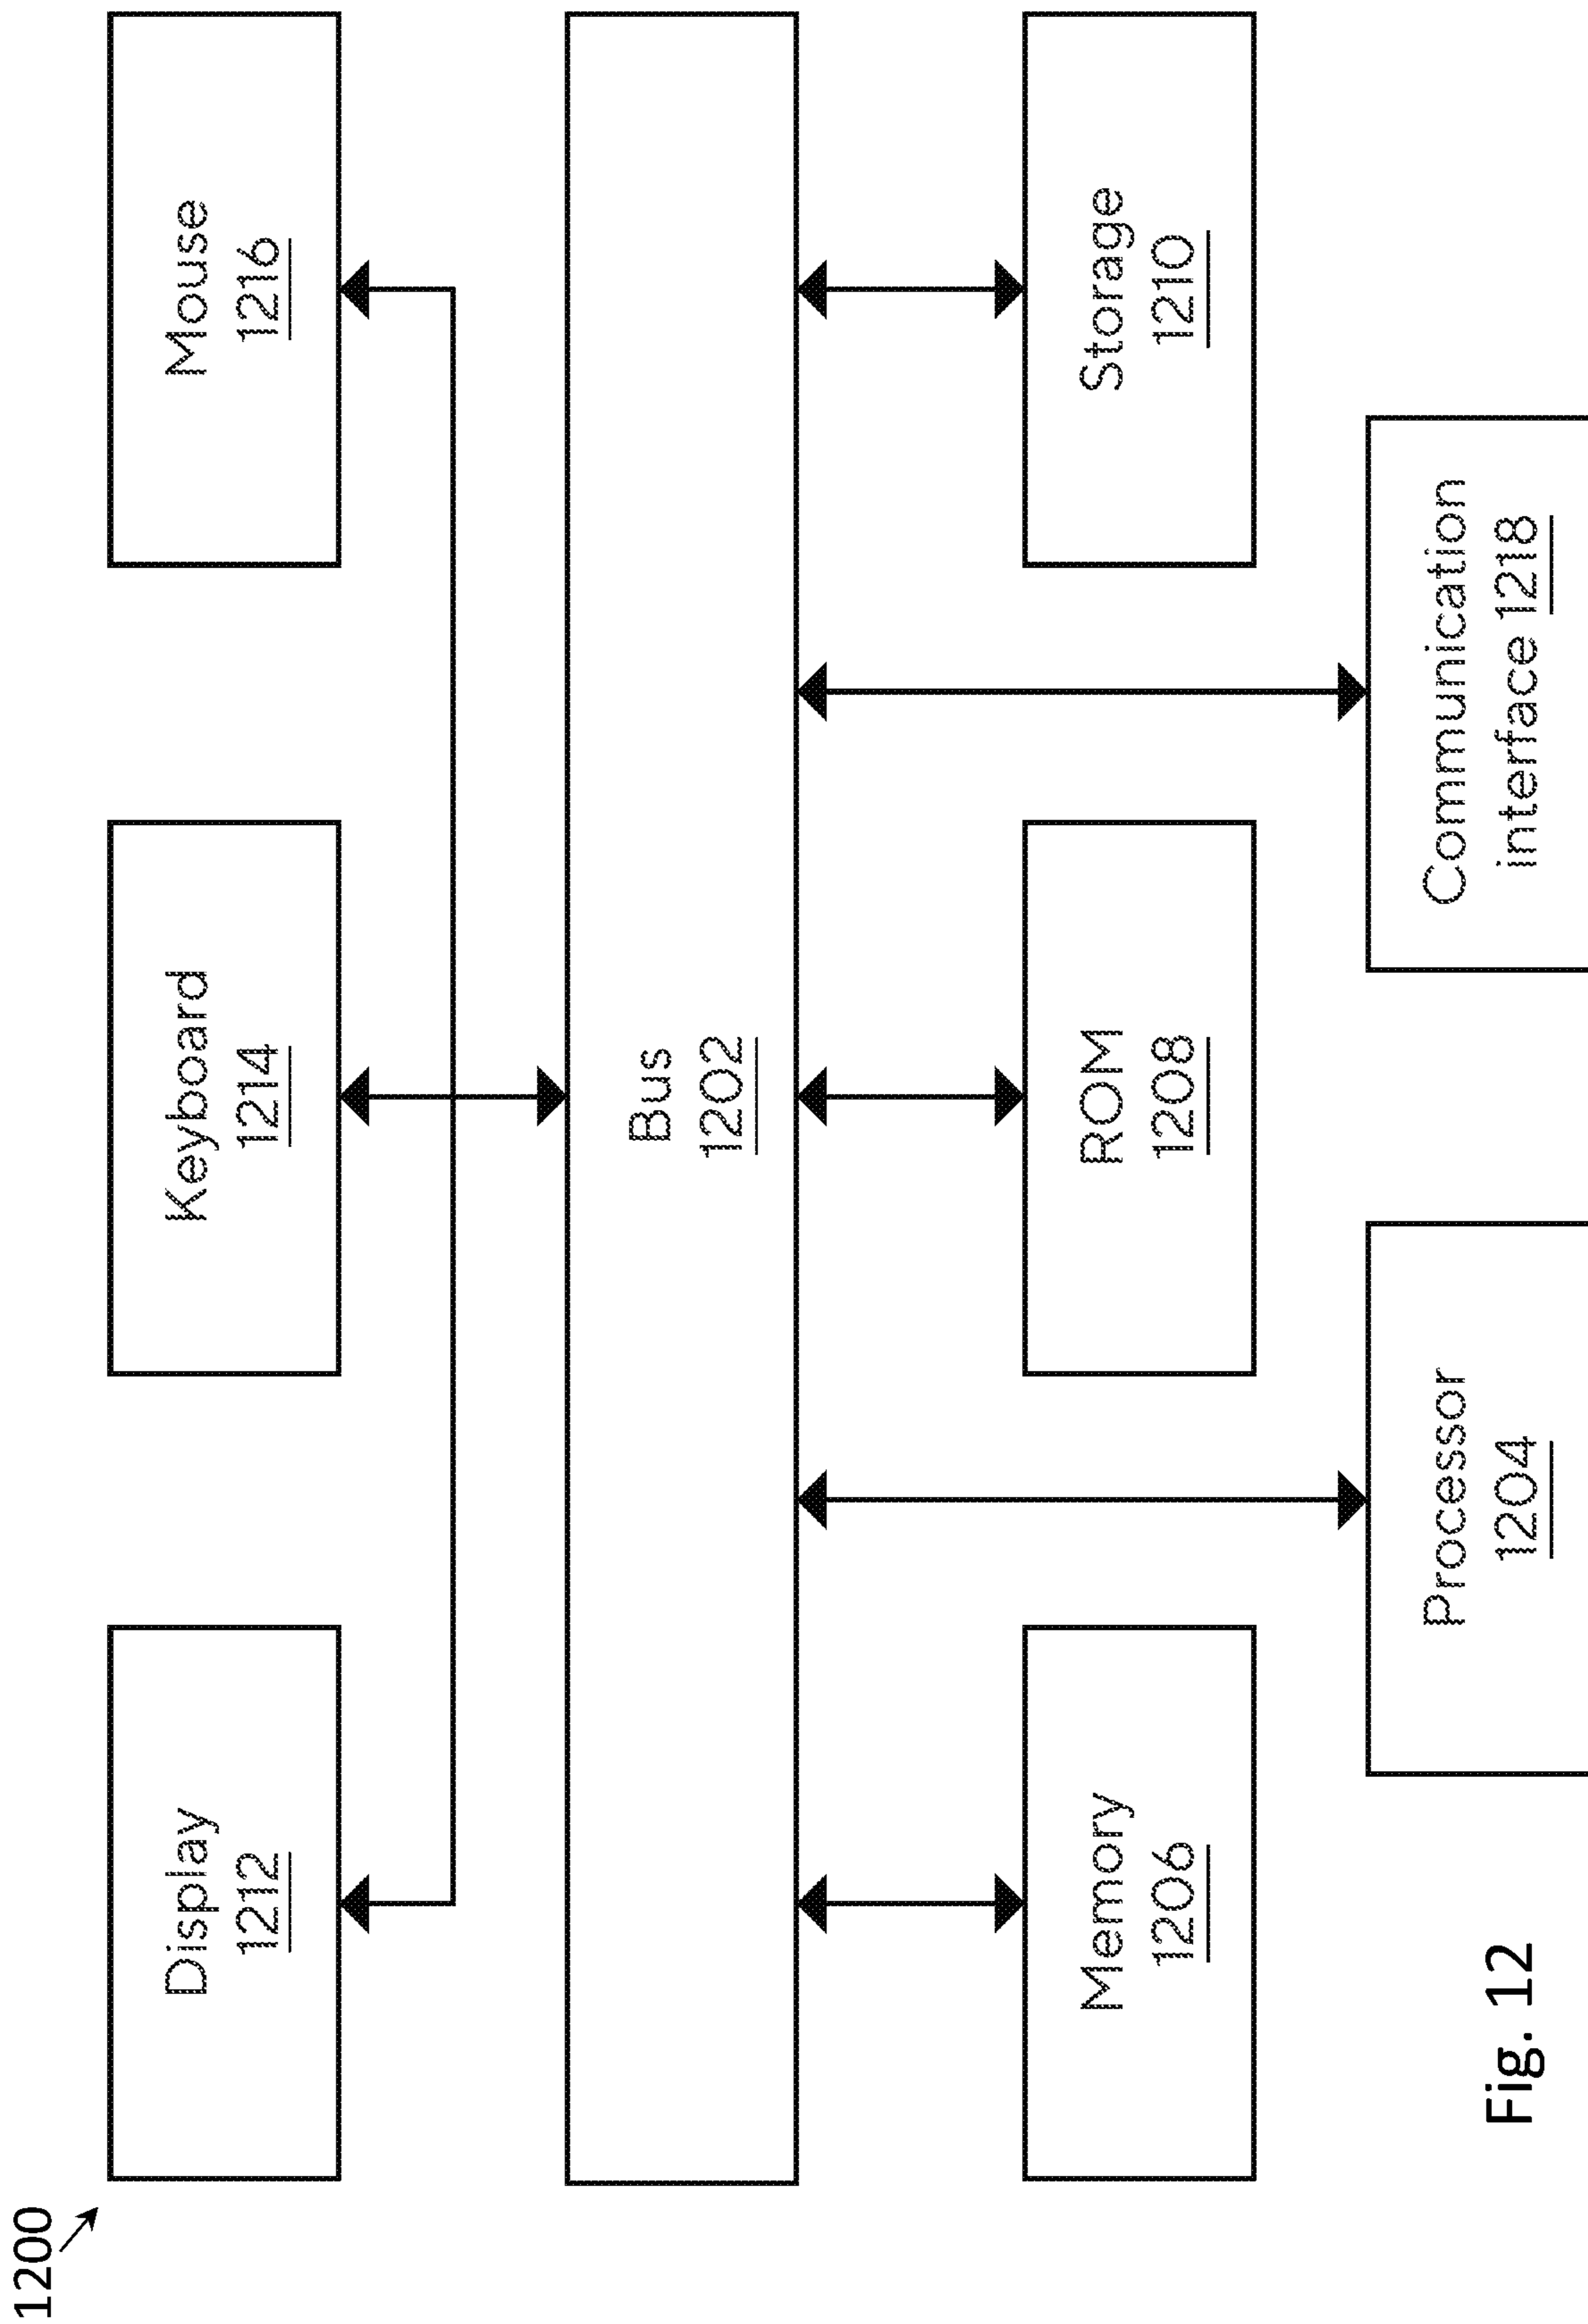 1200
Display
1212
Keyboard
1214
Mouse
1216
Bus
1202
Memory
1206
ROM
1208
Storage
1210
Processor
1204
Communication
interface 1218
Fig. 12